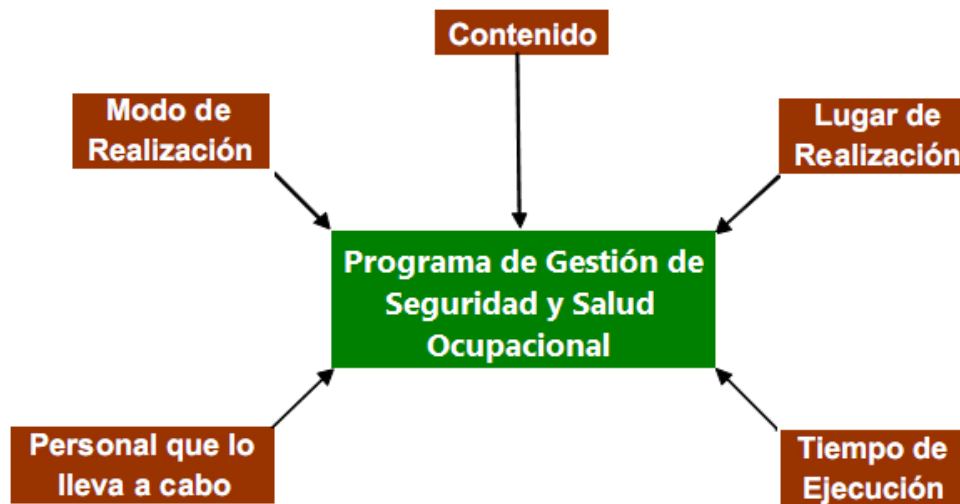 Contenido
Modo de
Realización
Lugar de
Realización
Programa de Gestión de
Seguridad y Salud
Ocupacional
Personal que lo
lleva a cabo
Tiempo de
Ejecución